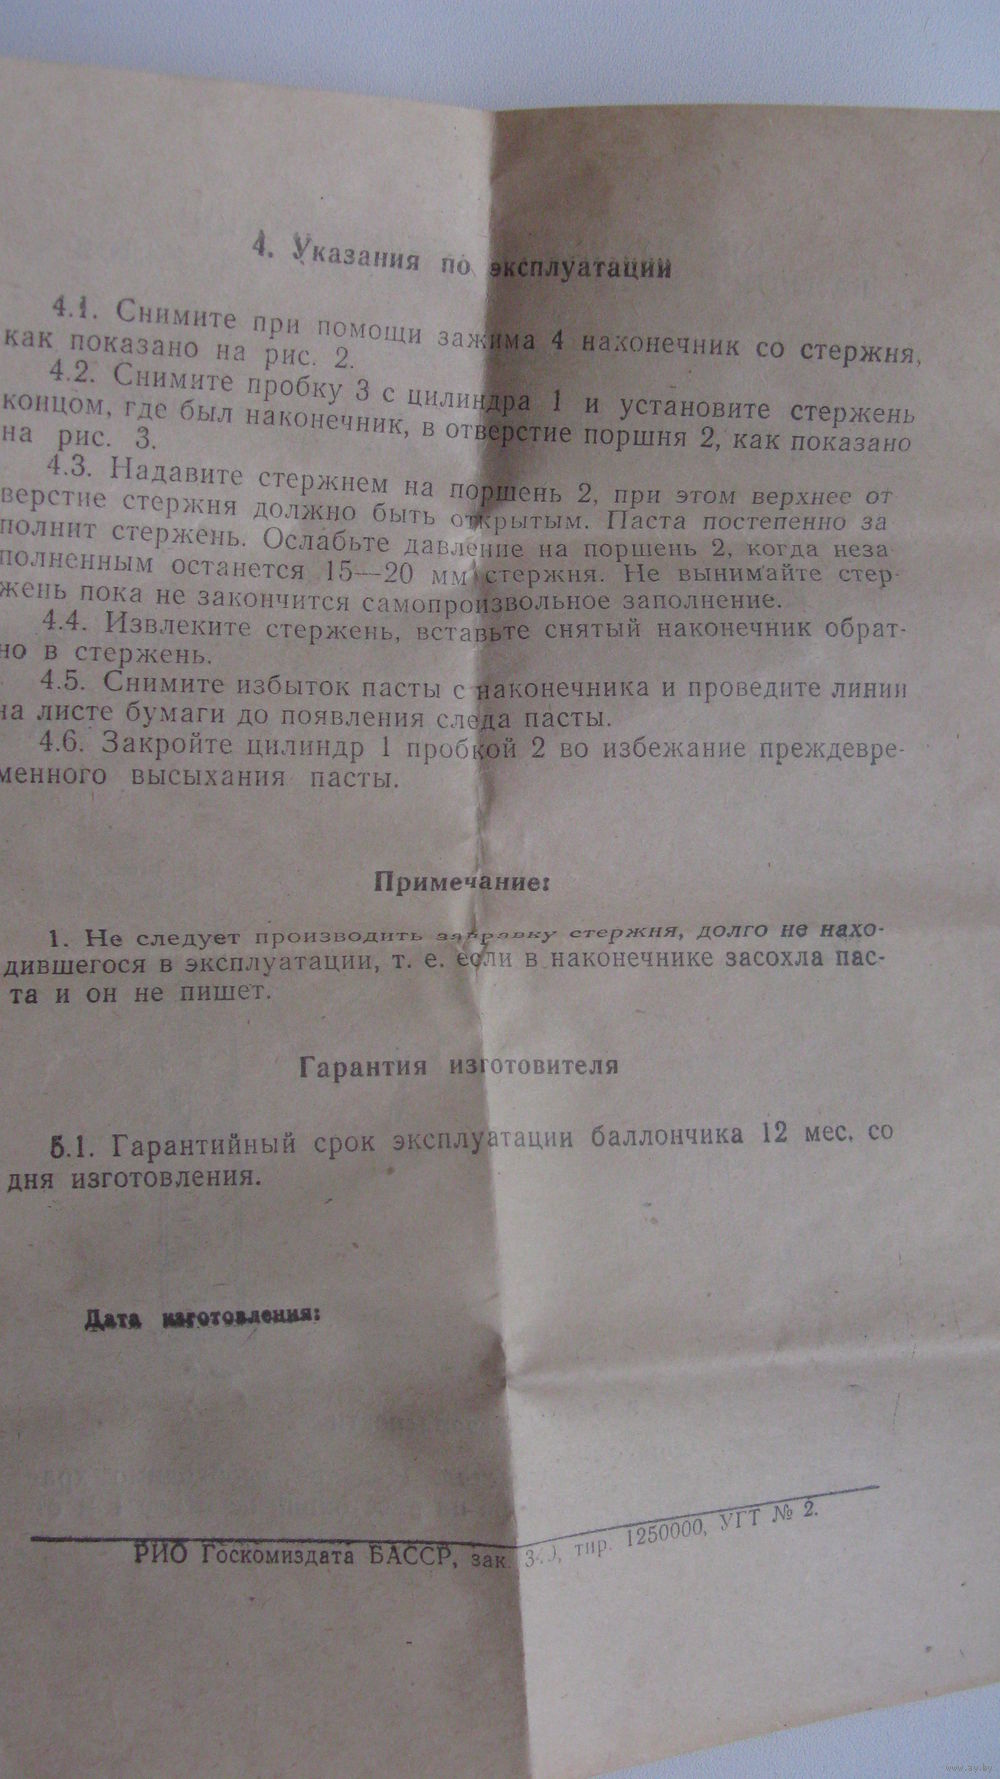 4. Указания по эксплуатации
4.1. Снимите при помощи зажима 4 нахонечник со стержня,
как показано на рис. 2.
4.2. Снимите пробку 3 с цилиндра 1 и установите стержень
концом, где был наконечник, в отверстие поршня 2, как показано
на рис. 3.
4.3. Надавите стержнем на поршень 2, при этом верхнее от
верстие стержня должно быть открытым. Паста постепенно за
полнит стержень. Ослабьте давление на поршень 2, когда неза
полненным останется 15—20 мм стержня. Не вынимайте стер-
жень пока не закончится самопроизвольное заполнение.
4.4. Извлеките стержень, вставьте снятый наконечник обрат-
но в стержень.
4.5. Снимите избыток пасты с наконечника и проведите линии
на листе бумаги до появления следа пасты.
4.6. Закройте цилиндр 1 пробкой 2 во избежание преждевре-
менного высыхания пасты.
Примечание:
1. Не следует производить заправку стержня, долго не нахо-
дившегося в эксплуатации, т. е. если в наконечнике засохла пас-
та и он не пишет.
Гарантия изготовителя
5.1. Гарантийный срок эксплуатации баллончика 12 мес. со
дня изготовления.
Дата изготовления:
РИО Госкомиздата БАССР, зак. тир. 1250000, УГТ № 2.
www.ay.by